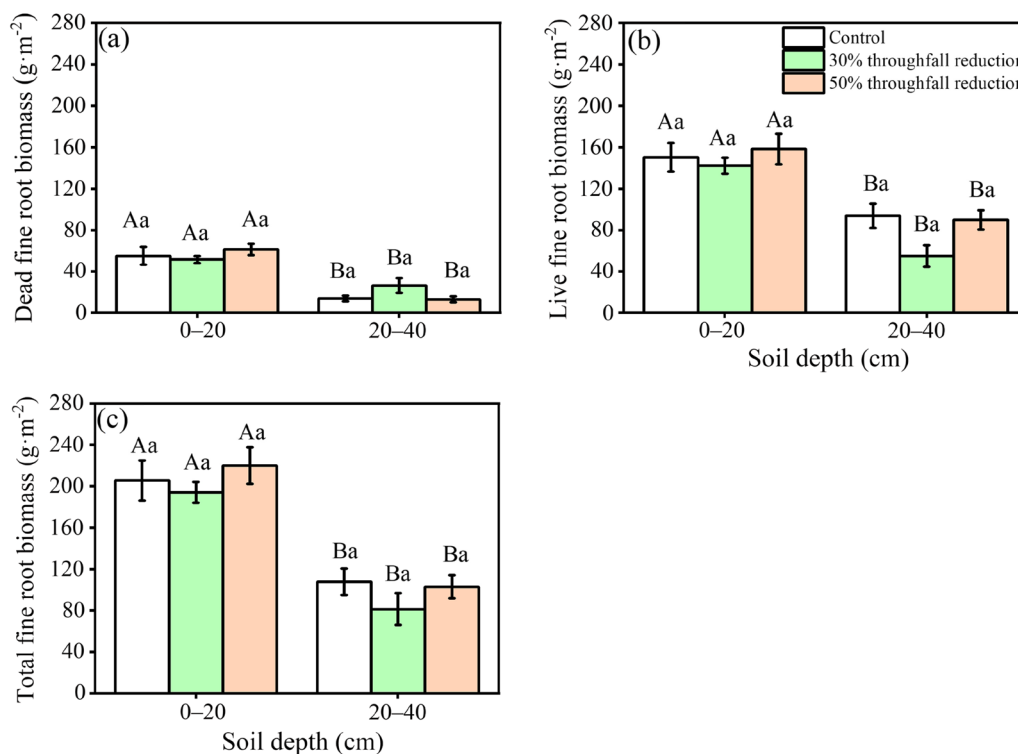 (a)
Dead fine root biomass (g·m⁻²)
280
240
200
160
120
80
40
0
Aa
Aa
Aa
Ba
Ba
Ba
0–20
20–40
(b)
Control
30% throughfall reduction
50% throughfall reduction
Live fine root biomass (g·m⁻²)
280
240
200
160
120
80
40
0
Aa
Aa
Aa
Ba
Ba
Ba
0–20
20–40
Soil depth (cm)
(c)
Total fine root biomass (g·m⁻²)
280
240
200
160
120
80
40
0
Aa
Aa
Aa
Ba
Ba
Ba
0–20
20–40
Soil depth (cm)